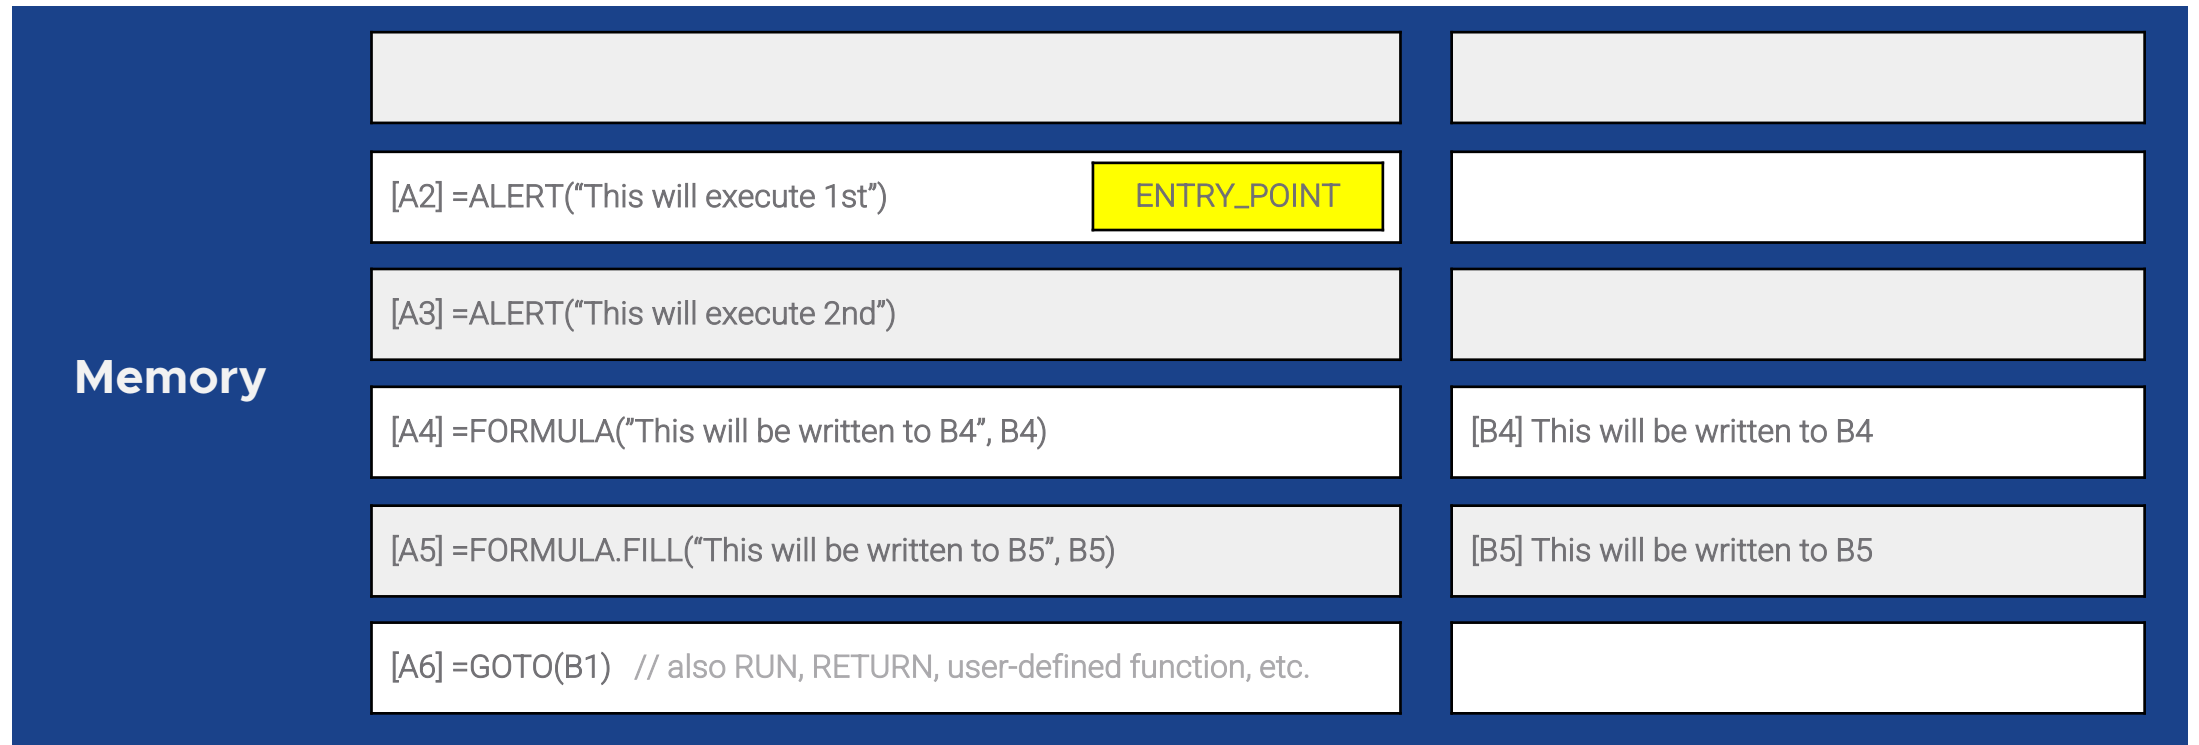 [A2] =ALERT(“This will execute 1st”)
ENTRY_POINT
[A3] =ALERT(“This will execute 2nd”)
Memory
[A4] =FORMULA(”This will be written to B4”, B4)
[B4] This will be written to B4
[A5] =FORMULA.FILL(“This will be written to B5”, B5)
[B5] This will be written to B5
[A6] =GOTO(B1) // also RUN, RETURN, user-defined function, etc.